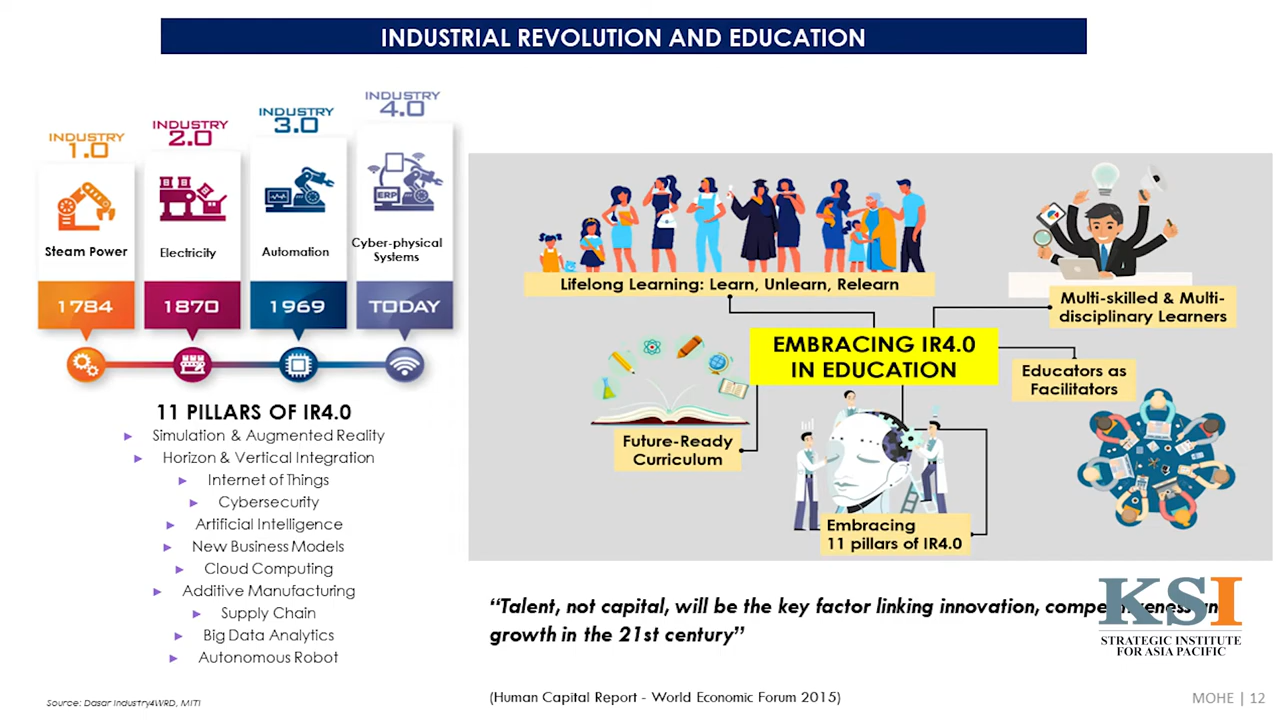 INDUSTRIAL REVOLUTION AND EDUCATION
INDUSTRY
1.0
INDUSTRY
2.0
INDUSTRY
3.0
INDUSTRY
4.0
ERP
Steam Power
Electricity
Automation
Cyber-physical
Systems
1784
1870
1969
TODAY
11 PILLARS OF IR4.0
Simulation & Augmented Reality
Horizon & Vertical Integration
Internet of Things
Cybersecurity
Artificial Intelligence
New Business Models
Cloud Computing
Additive Manufacturing
Supply Chain
Big Data Analytics
Autonomous Robot
Source: Dasar Industry4WRD, MITI
Lifelong Learning: Learn, Unlearn, Relearn
Multi-skilled & Multi-
disciplinary Learners
EMBRACING IR4.0
IN EDUCATION
Educators as
Facilitators
Future-Ready
Curriculum
Embracing
11 pillars of IR4.0
“Talent, not capital, will be the key factor linking innovation,
growth in the 21st century”
KSI
STRATEGIC INSTITUTE
FOR ASIA PACIFIC
(Human Capital Report - World Economic Forum 2015)
MOHE | 12